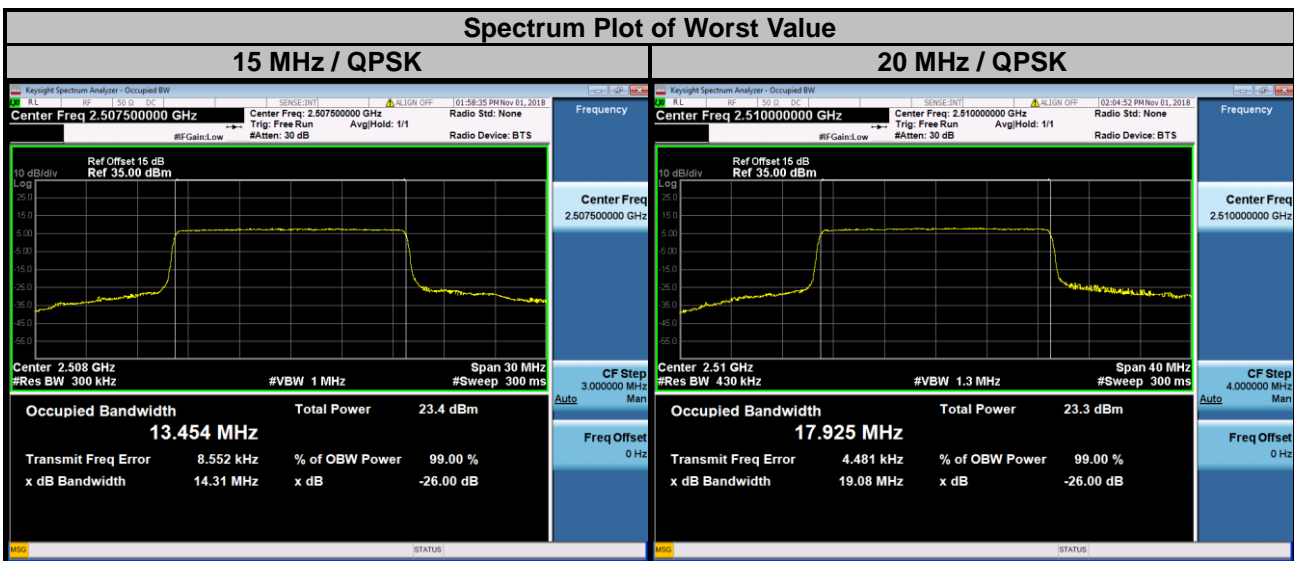 Spectrum Plot of Worst Value
15 MHz / QPSK
20 MHz / QPSK
Keysight Spectrum Analyzer - Occupied BW
RL RF 50 Ω DC SENSE:INT ALIGN OFF 01:58:35 PM Nov 01, 2018
Center Freq 2.507500000 GHz
Center Freq: 2.507500000 GHz
Radio Std: None
Trig: Free Run Avg|Hold: 1/1
#IFGain:Low #Atten: 30 dB Radio Device: BTS
Ref Offset 15 dB
10 dB/div Ref 35.00 dBm
Log
25.0
15.0
5.00
-5.00
-15.0
-25.0
-35.0
-45.0
-55.0
Center 2.508 GHz Span 30 MHz
#Res BW 300 kHz #VBW 1 MHz #Sweep 300 ms
Occupied Bandwidth Total Power 23.4 dBm
13.454 MHz
Transmit Freq Error 8.552 kHz % of OBW Power 99.00 %
x dB Bandwidth 14.31 MHz x dB -26.00 dB
MSG STATUS
Frequency
Center Freq
2.507500000 GHz
CF Step
3.000000 MHz
Auto Man
Freq Offset
0 Hz
Keysight Spectrum Analyzer - Occupied BW
RL RF 50 Ω DC SENSE:INT ALIGN OFF 02:04:52 PM Nov 01, 2018
Center Freq 2.510000000 GHz
Center Freq: 2.510000000 GHz
Radio Std: None
Trig: Free Run Avg|Hold: 1/1
#IFGain:Low #Atten: 30 dB Radio Device: BTS
Ref Offset 15 dB
10 dB/div Ref 35.00 dBm
Log
25.0
15.0
5.00
-5.00
-15.0
-25.0
-35.0
-45.0
-55.0
Center 2.51 GHz Span 40 MHz
#Res BW 430 kHz #VBW 1.3 MHz #Sweep 300 ms
Occupied Bandwidth Total Power 23.3 dBm
17.925 MHz
Transmit Freq Error 4.481 kHz % of OBW Power 99.00 %
x dB Bandwidth 19.08 MHz x dB -26.00 dB
MSG STATUS
Frequency
Center Freq
2.510000000 GHz
CF Step
4.000000 MHz
Auto Man
Freq Offset
0 Hz